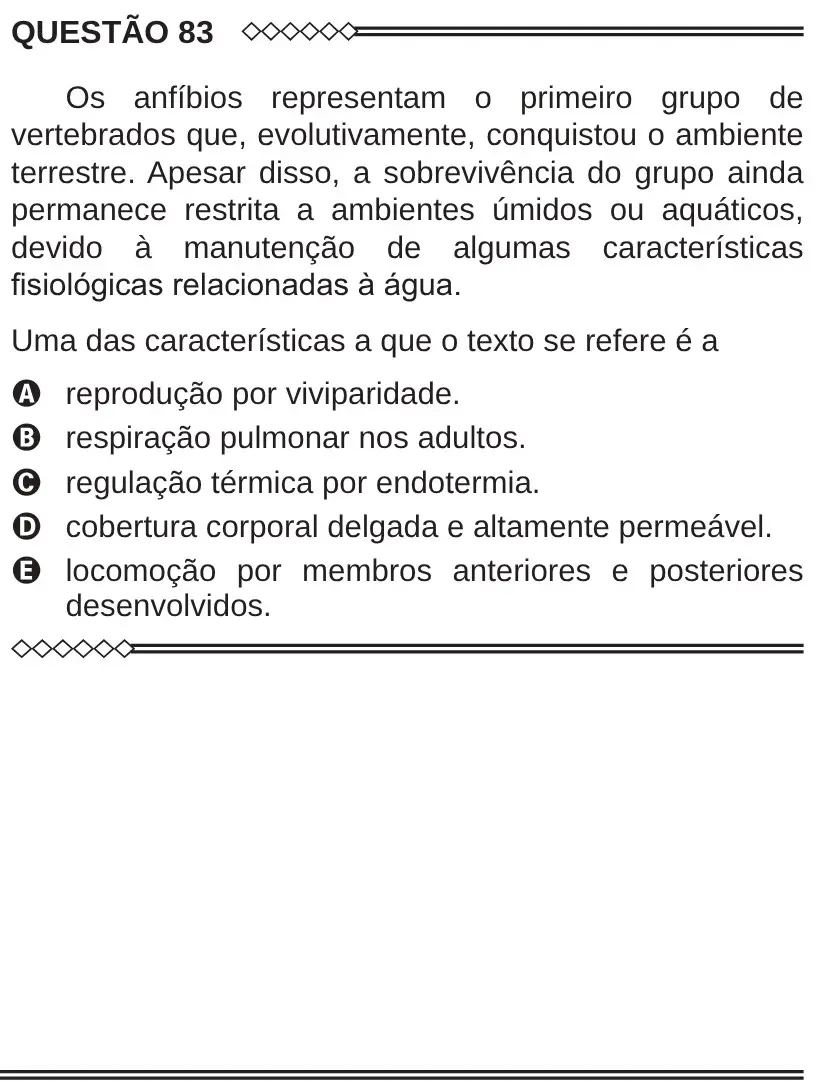 QUESTÃO 83
Os anfíbios representam o primeiro grupo de
vertebrados que, evolutivamente, conquistou o ambiente
terrestre. Apesar disso, a sobrevivência do grupo ainda
permanece restrita a ambientes úmidos ou aquáticos,
devido à manutenção de algumas características
fisiológicas relacionadas à água.
Uma das características a que o texto se refere é a
A reprodução por viviparidade.
B respiração pulmonar nos adultos.
C regulação térmica por endotermia.
D cobertura corporal delgada e altamente permeável.
E locomoção por membros anteriores e posteriores
desenvolvidos.